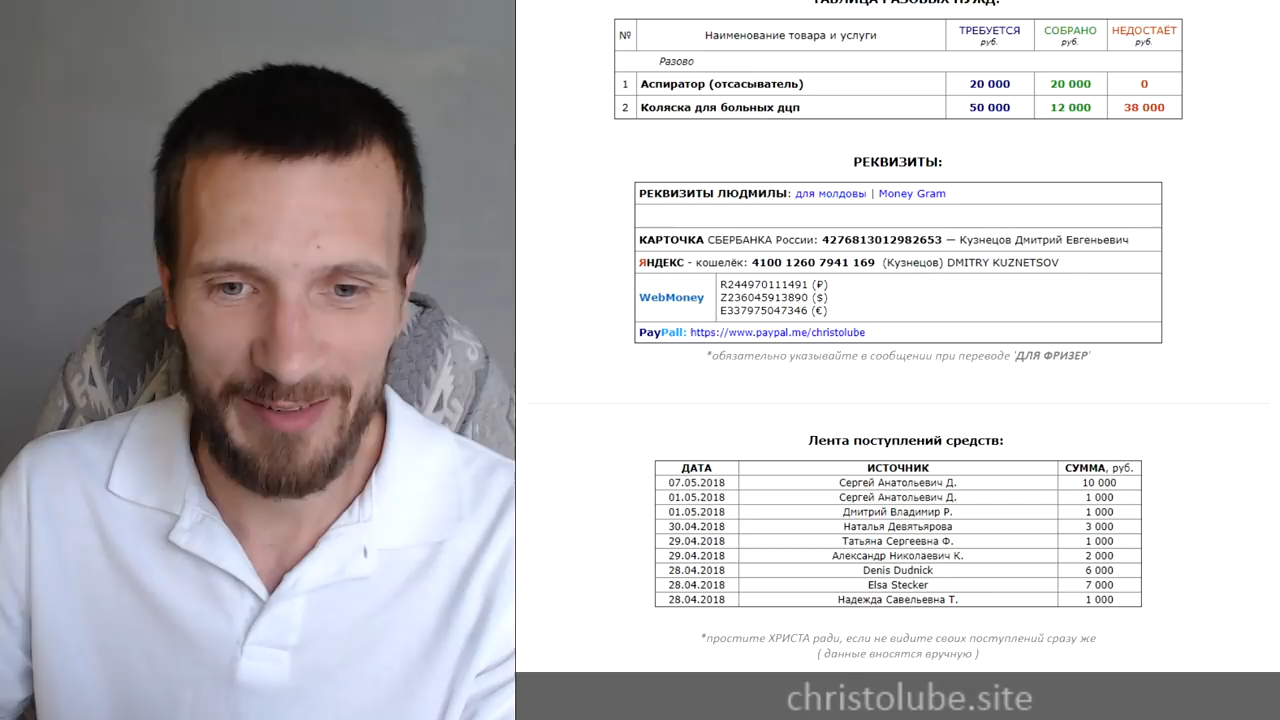 ТАБЛИЦА РАЗОВЫХ НУЖД:
№ Наименование товара и услуги ТРЕБУЕТСЯ руб. СОБРАНО руб. НЕДОСТАЁТ руб.
Разово
1 Аспиратор (отсасыватель) 20 000 20 000 0
2 Коляска для больных дцп 50 000 12 000 38 000
РЕКВИЗИТЫ:
РЕКВИЗИТЫ ЛЮДМИЛЫ: для молдовы | Money Gram
КАРТОЧКА СБЕРБАНКА России: 4276813012982653 — Кузнецов Дмитрий Евгеньевич
ЯНДЕКС - кошелёк: 4100 1260 7941 169 (Кузнецов) DMITRY KUZNETSOV
WebMoney
R244970111491 (₽)
Z236045913890 ($)
E337975047346 (€)
PayPall: https://www.paypal.me/christolube
*обязательно указывайте в сообщении при переводе 'ДЛЯ ФРИЗЕР'
Лента поступлений средств:
ДАТА ИСТОЧНИК СУММА, руб.
07.05.2018 Сергей Анатольевич Д. 10 000
01.05.2018 Сергей Анатольевич Д. 1 000
01.05.2018 Дмитрий Владимир Р. 1 000
30.04.2018 Наталья Девятьярова 3 000
29.04.2018 Татьяна Сергеевна Ф. 1 000
29.04.2018 Александр Николаевич К. 2 000
28.04.2018 Denis Dudnick 6 000
28.04.2018 Elsa Stecker 7 000
28.04.2018 Надежда Савельевна Т. 1 000
*простите ХРИСТА ради, если не видите своих поступлений сразу же
( данные вносятся вручную )
christolube.site